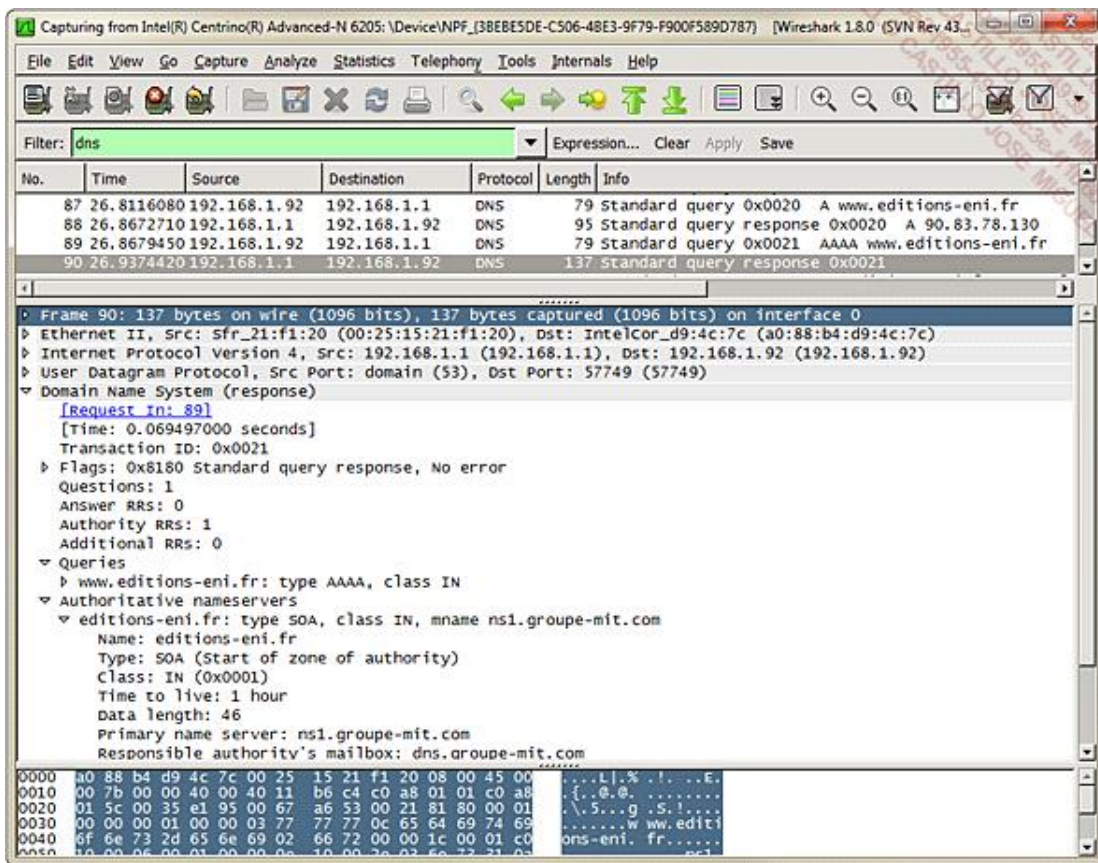 Capturing from Intel(R) Centrino(R) Advanced-N 6205: \Device\NPF_{3BEBE5DE-C506-48E3-9F79-F900F589D787} [Wireshark 1.8.0 (SVN Rev 43...
File Edit View Go Capture Analyze Statistics Telephony Tools Internals Help
Filter: dns Expression... Clear Apply Save
No. Time Source Destination Protocol Length Info
87 26.8116080 192.168.1.92 192.168.1.1 DNS 79 Standard query 0x0020 A www.editions-eni.fr
88 26.8672710 192.168.1.1 192.168.1.92 DNS 95 Standard query response 0x0020 A 90.83.78.130
89 26.8679450 192.168.1.92 192.168.1.1 DNS 79 Standard query 0x0021 AAAA www.editions-eni.fr
90 26.9374420 192.168.1.1 192.168.1.92 DNS 137 Standard query response 0x0021
Frame 90: 137 bytes on wire (1096 bits), 137 bytes captured (1096 bits) on interface 0
Ethernet II, Src: Sfr_21:f1:20 (00:25:15:21:f1:20), Dst: IntelCor_d9:4c:7c (a0:88:b4:d9:4c:7c)
Internet Protocol Version 4, Src: 192.168.1.1 (192.168.1.1), Dst: 192.168.1.92 (192.168.1.92)
User Datagram Protocol, Src Port: domain (53), Dst Port: 57749 (57749)
Domain Name System (response)
[Request In: 89]
[Time: 0.069497000 seconds]
Transaction ID: 0x0021
Flags: 0x8180 Standard query response, No error
Questions: 1
Answer RRs: 0
Authority RRs: 1
Additional RRs: 0
Queries
www.editions-eni.fr: type AAAA, class IN
Authoritative nameservers
editions-eni.fr: type SOA, class IN, mname ns1.groupe-mit.com
Name: editions-eni.fr
Type: SOA (Start of zone of authority)
Class: IN (0x0001)
Time to live: 1 hour
Data length: 46
Primary name server: ns1.groupe-mit.com
Responsible authority's mailbox: dns.groupe-mit.com
0000 a0 88 b4 d9 4c 7c 00 25 15 21 f1 20 08 00 45 00 ....L|.% .!. ..E.
0010 00 7b 00 00 40 00 40 11 b6 c4 c0 a8 01 01 c0 a8 .{..@.@. ........
0020 01 5c 00 35 e1 95 00 67 a6 53 00 21 81 80 00 01 .\.5...g .S.!....
0030 00 00 00 01 00 00 03 77 77 77 0c 65 64 69 74 69 .......w ww.editi
0040 6f 6e 73 2d 65 6e 69 02 66 72 00 00 1c 00 01 c0 ons-eni. fr......